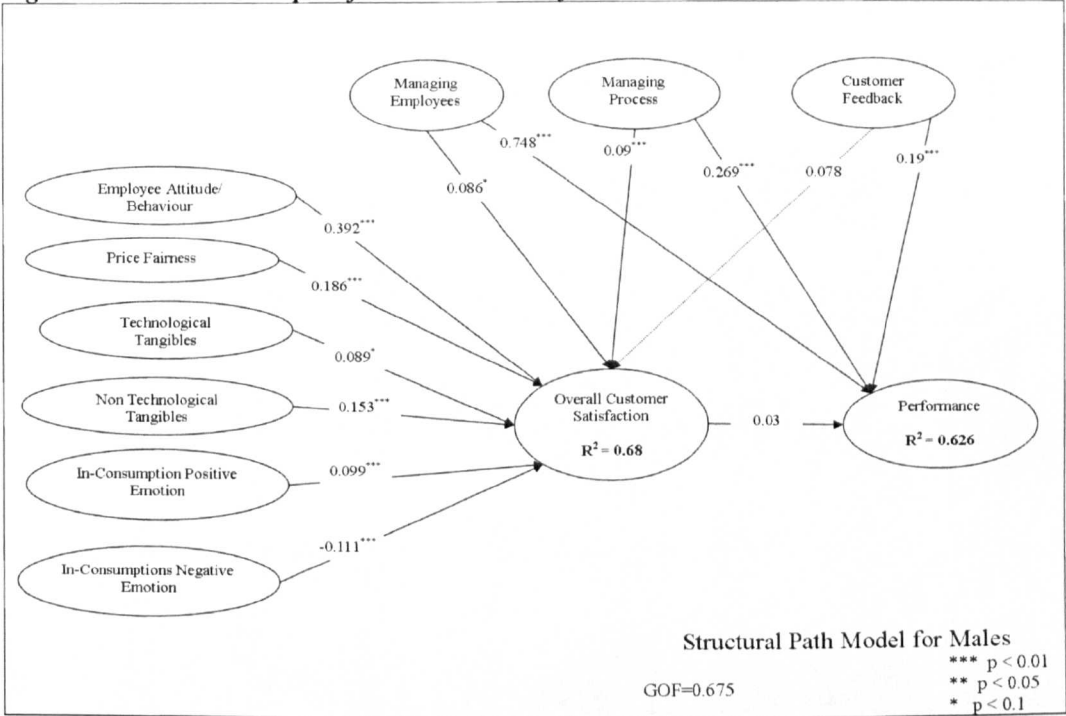 Managing
Employees
Managing
Process
Customer
Feedback
0.748***
0.09***
0.19***
0.086*
0.269***
0.078
Employee Attitude/
Behaviour
0.392***
Price Fairness
0.186***
Technological
Tangibles
0.089*
Non Technological
Tangibles
0.153***
Overall Customer
Satisfaction
R² = 0.68
0.03
Performance
R² = 0.626
In-Consumption Positive
Emotion
0.099***
-0.111***
In-Consumptions Negative
Emotion
Structural Path Model for Males
*** p < 0.01
GOF=0.675
** p < 0.05
* p < 0.1